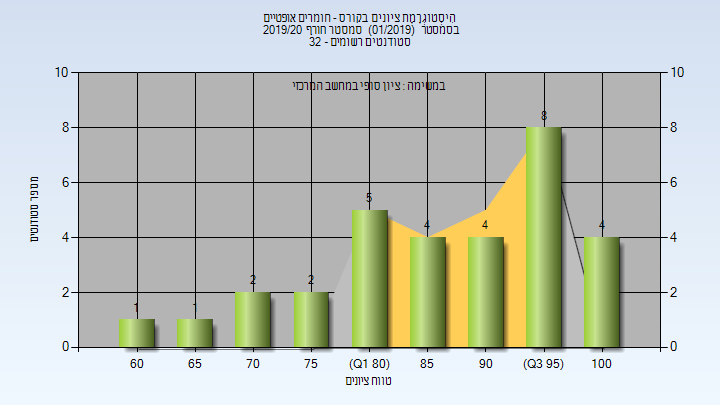 היסטוגרמת ציונים בקורס - חומרים אופטיים
בסמסטר (01/2019) סמסטר חורף 2019/20
סטודנטים רשומים - 32
במשימה : ציון סופי במחשב המרכזי
10 10
8 8
6 6
4 4
2 2
0 0
מספר סטודנטים
1 1 2 2 5 4 4 8 4
60 65 70 75 (Q1 80) 85 90 (Q3 95) 100
טווח ציונים